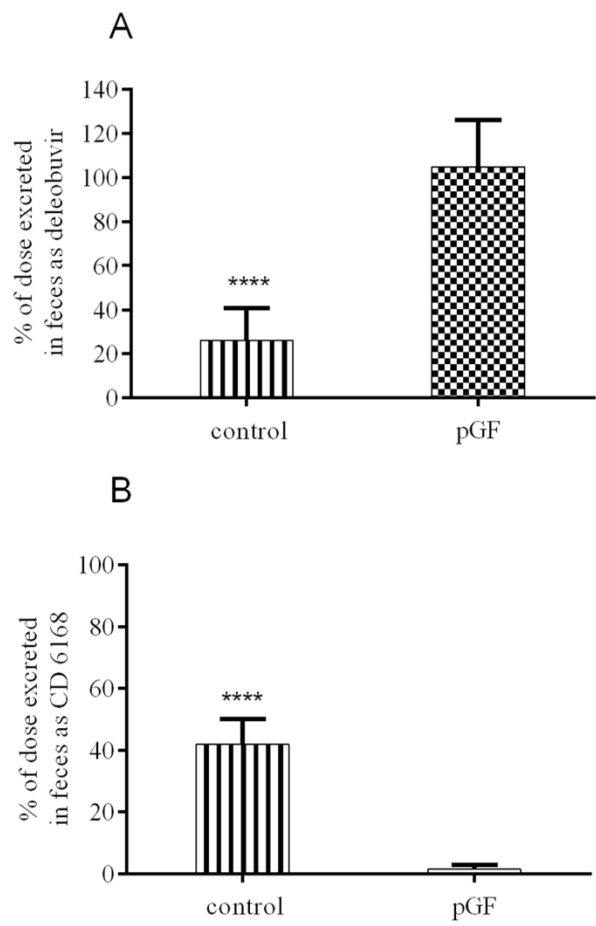 A
% of dose excreted
in feces as deleobuvir
140
120
100
80
60
40
20
0
****
control
pGF
B
% of dose excreted
in feces as CD 6168
100
80
60
40
20
0
****
control
pGF